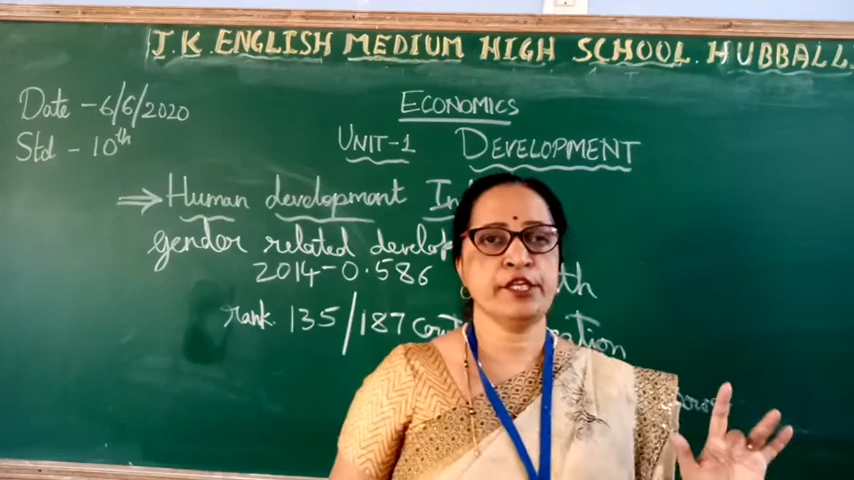 J.K ENGLISH MEDIUM HIGH SCHOOL. HUBBALLI.
Date - 6/6/2020
Std - 10th
ECONOMICS
UNIT-1 DEVELOPMENT
⇒ Human development
gender related
2014-0.586
rank 135/187